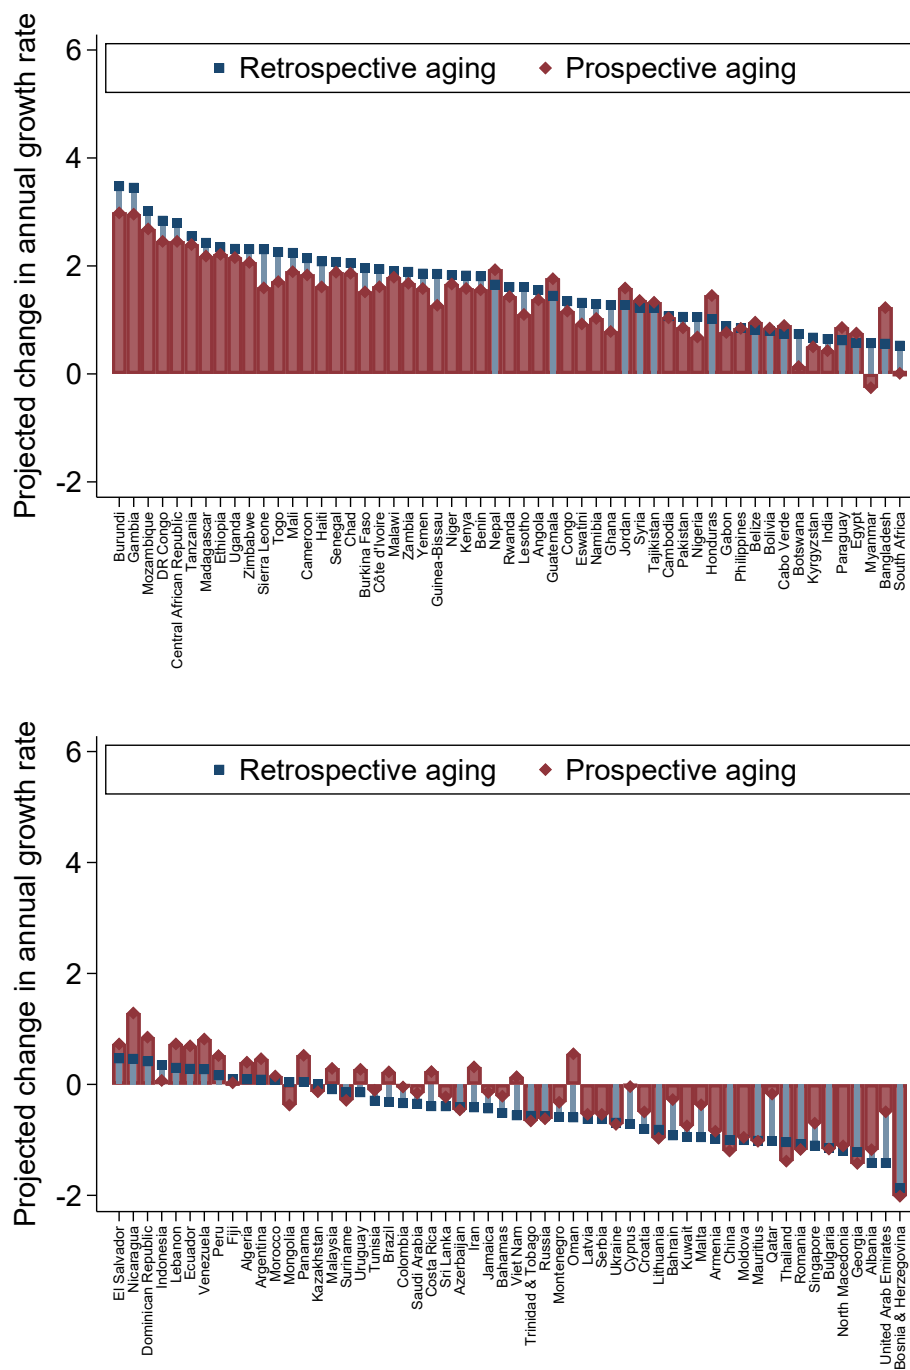 Projected change in annual growth rate
6
4
2
0
-2
Retrospective aging
Prospective aging
Burundi
Gambia
Mozambique
DR Congo
Central African Republic
Tanzania
Madagascar
Ethiopia
Uganda
Zimbabwe
Sierra Leone
Togo
Mali
Cameroon
Haiti
Senegal
Chad
Burkina Faso
Côte d'Ivoire
Malawi
Zambia
Yemen
Guinea-Bissau
Niger
Kenya
Benin
Nepal
Rwanda
Lesotho
Angola
Guatemala
Congo
Eswatini
Namibia
Ghana
Jordan
Syria
Tajikistan
Cambodia
Pakistan
Nigeria
Honduras
Gabon
Philippines
Belize
Bolivia
Cabo Verde
Botswana
Kyrgyzstan
India
Paraguay
Egypt
Myanmar
Bangladesh
South Africa
Projected change in annual growth rate
6
4
2
0
-2
Retrospective aging
Prospective aging
El Salvador
Nicaragua
Dominican Republic
Indonesia
Lebanon
Ecuador
Venezuela
Peru
Fiji
Algeria
Argentina
Morocco
Mongolia
Panama
Kazakhstan
Malaysia
Suriname
Uruguay
Tunisia
Brazil
Colombia
Saudi Arabia
Costa Rica
Sri Lanka
Azerbaijan
Iran
Jamaica
Bahamas
Viet Nam
Trinidad & Tobago
Russia
Montenegro
Oman
Latvia
Serbia
Ukraine
Cyprus
Croatia
Lithuania
Bahrain
Kuwait
Malta
Armenia
China
Moldova
Mauritius
Qatar
Thailand
Romania
Singapore
Bulgaria
North Macedonia
Georgia
Albania
United Arab Emirates
Bosnia & Herzegovina